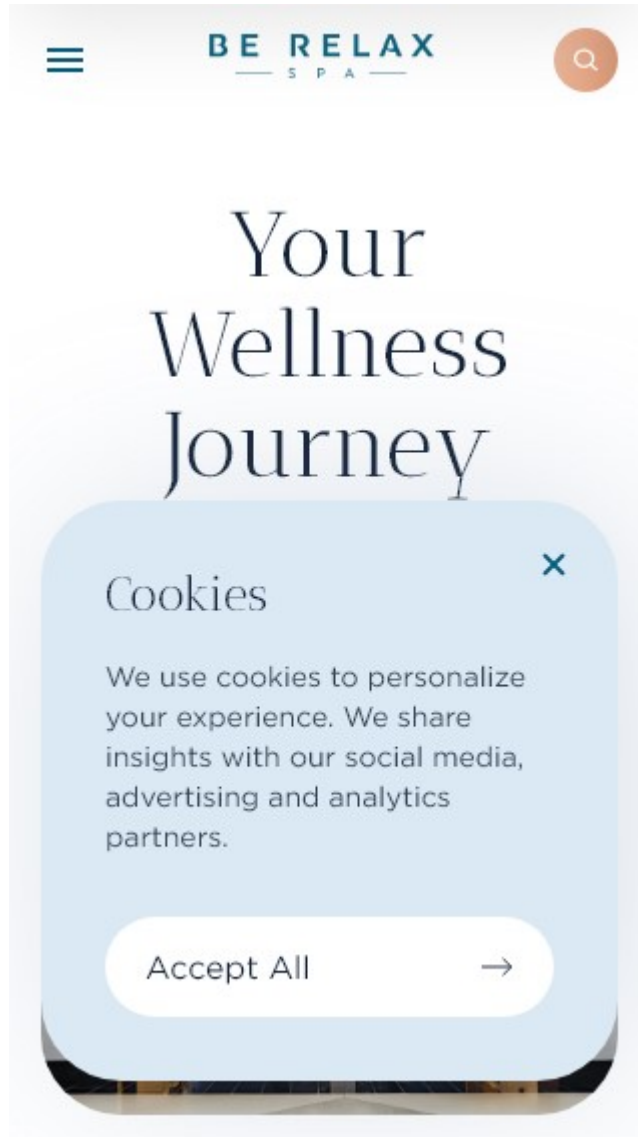 BE RELAX
SPA
Your
Wellness
Journey
Cookies
We use cookies to personalize
your experience. We share
insights with our social media,
advertising and analytics
partners.
Accept All